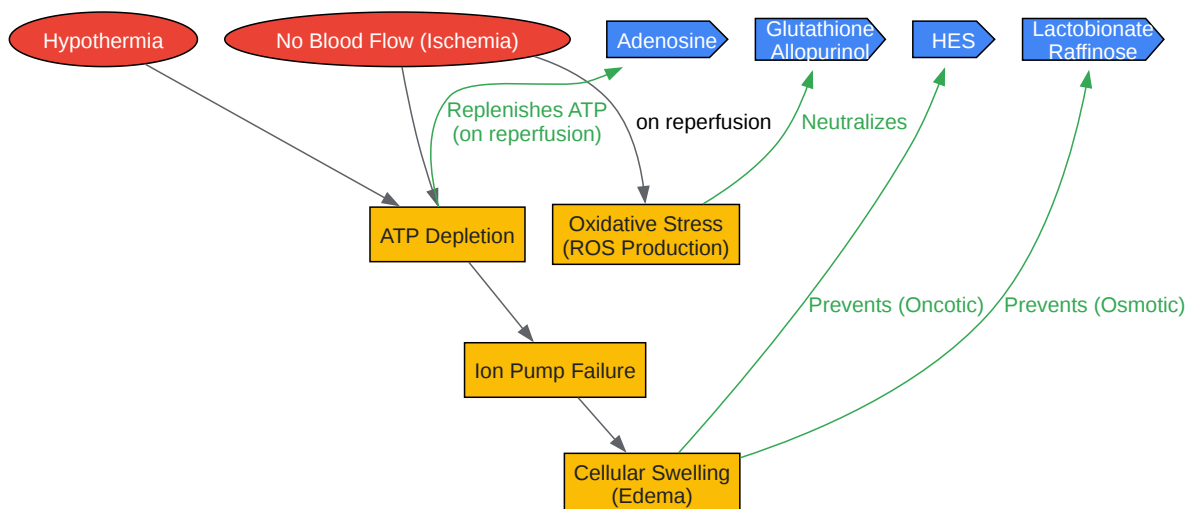 Hypothermia
No Blood Flow (Ischemia)
Adenosine
Glutathione
Allopurinol
HES
Lactobionate
Raffinose
Replenishes ATP
(on reperfusion)
on reperfusion
Neutralizes
ATP Depletion
Oxidative Stress
(ROS Production)
Prevents (Oncotic)
Prevents (Osmotic)
Ion Pump Failure
Cellular Swelling
(Edema)